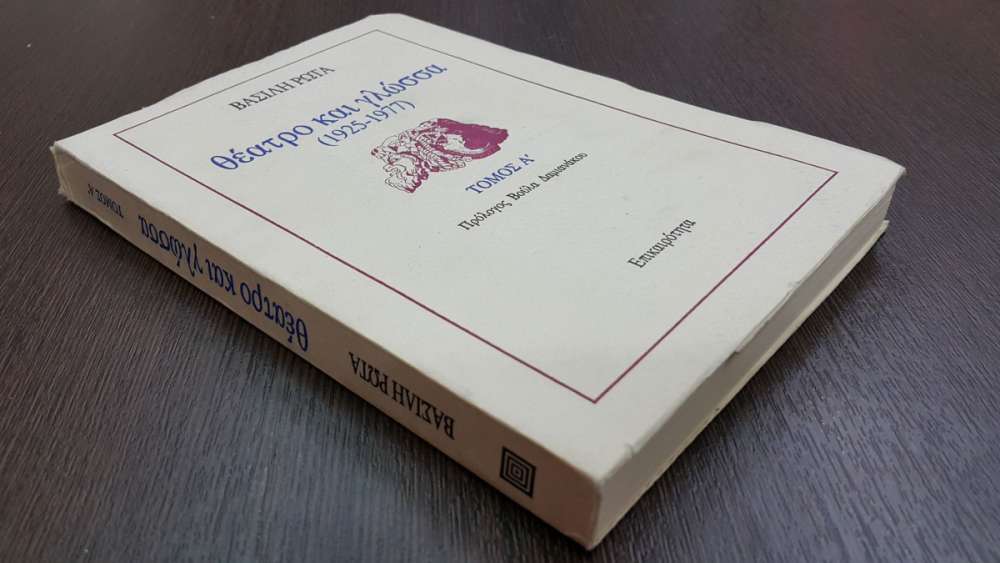 ΒΑΣΙΛΗ ΡΩΤΑ
θέατρο και γλώσσα
(1925-1977)
ΤΟΜΟΣ Α'
Πρόλογος Βούλα Δαμιανάκου
Επικαιρότητα
ΒΑΣΙΛΗ ΡΩΤΑ
θέατρο και γλώσσα
ΤΟΜΟΣ Α'